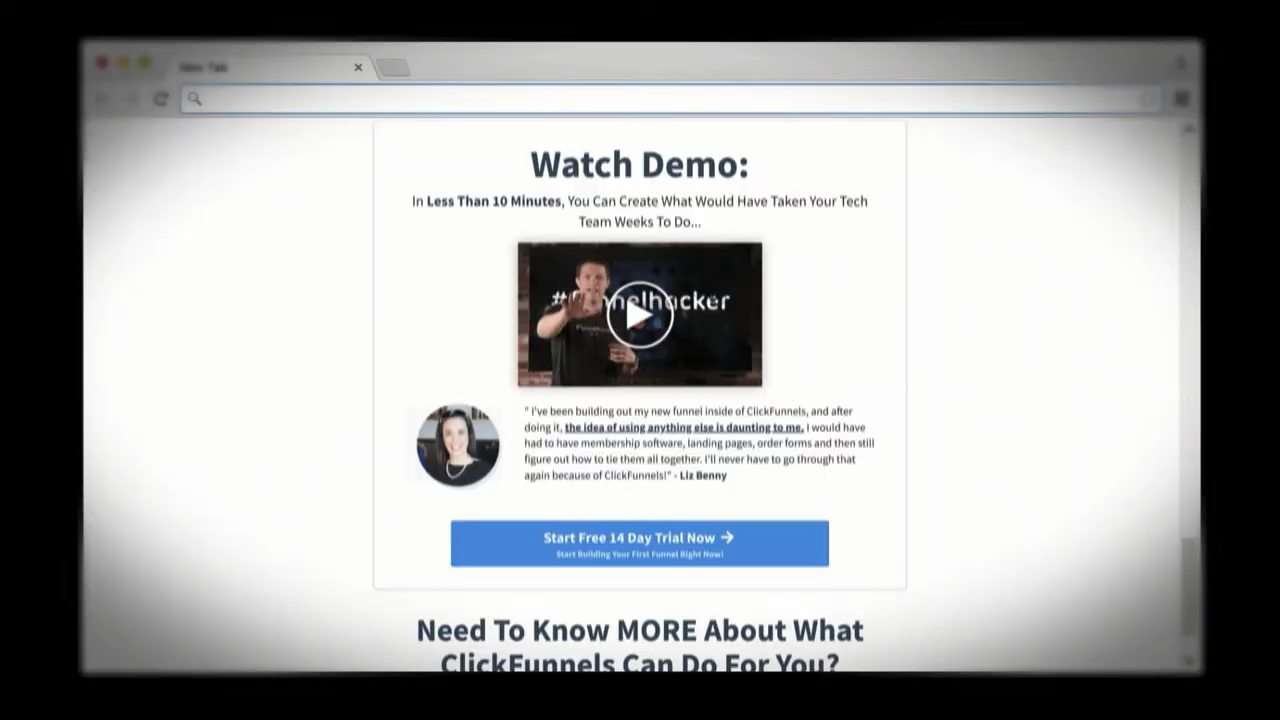 New Tab
Watch Demo:
In Less Than 10 Minutes, You Can Create What Would Have Taken Your Tech
Team Weeks To Do...
#F nnelhacker
" I've been building out my new funnel inside of ClickFunnels, and after
doing it, the idea of using anything else is daunting to me. I would have
had to have membership software, landing pages, order forms and then still
figure out how to tie them all together. I'll never have to go through that
again because of ClickFunnels!" - Liz Benny
Start Free 14 Day Trial Now →
Start Building Your First Funnel Right Now!
Need To Know MORE About What
ClickFunnels Can Do For You?